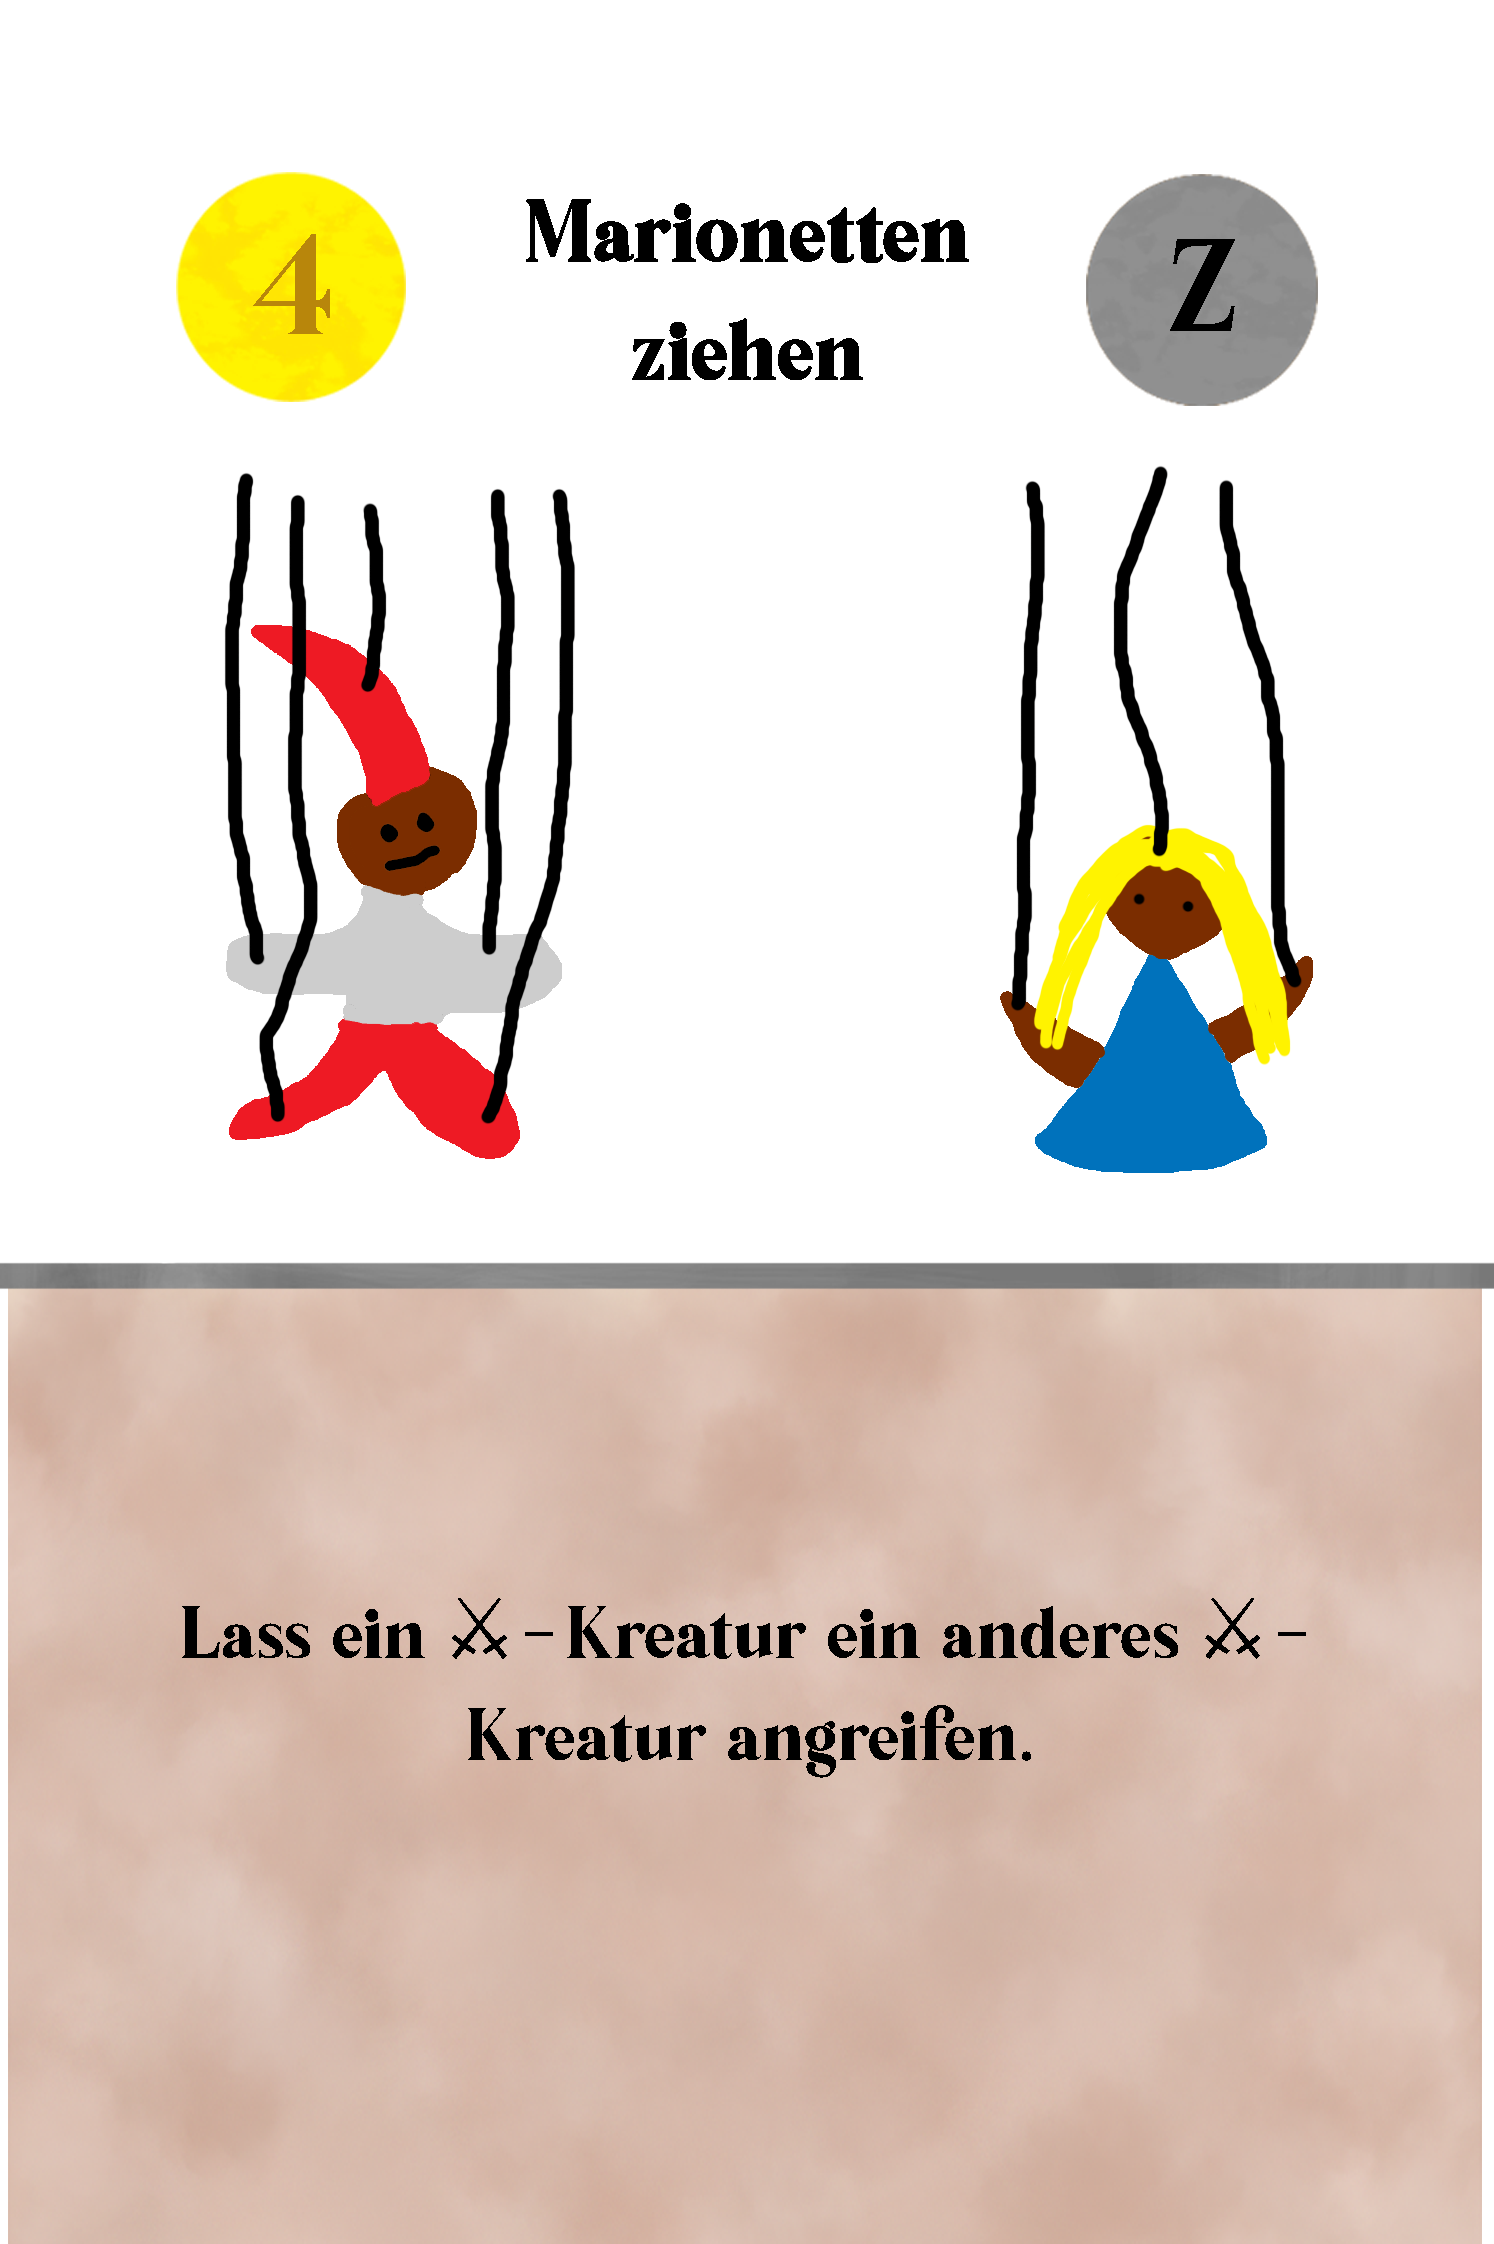 4
Marionetten
ziehen
Z
Lass ein ⚔ – Kreatur ein anderes ⚔ –
Kreatur angreifen.